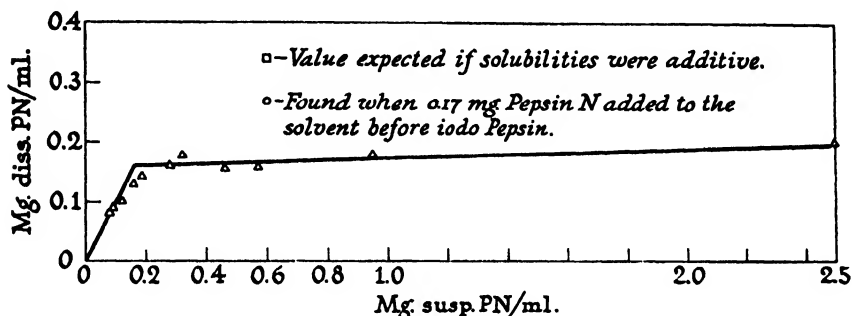 0.4
□-Value expected if solubilities were additive.
0.3
o-Found when 0.17 mg Pepsin N added to the
solvent before iodo Pepsin.
0.2
0.1
0
Mg. diss. PN/ml.
0 0.2 0.4 0.6 0.8 1.0 2.0 2.5
Mg. susp. PN/ml.